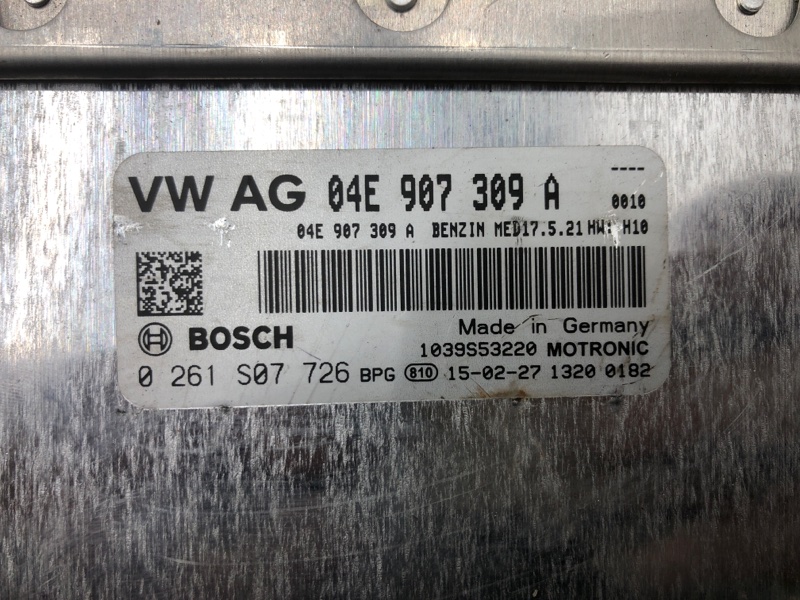 ----
VW AG 04E 907 309 A 0010
04E 907 309 A BENZIN MED17.5.21 HW: H10
BOSCH
Made in Germany
1039S53220 MOTRONIC
0 261 S07 726 BPG 810 15-02-27 1320 0182